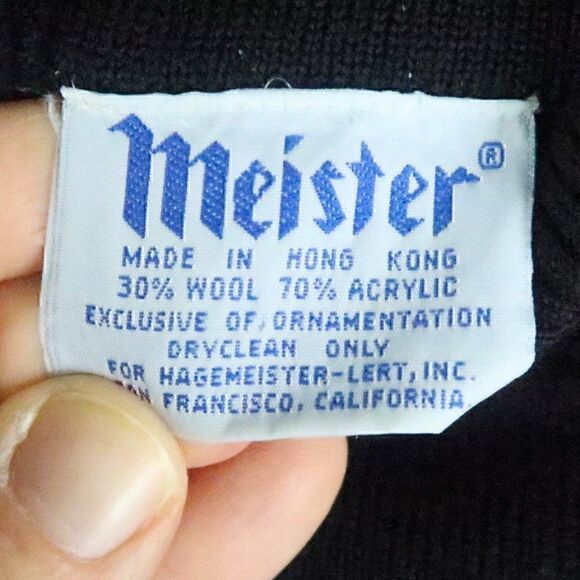 Meister®
MADE IN HONG KONG
30% WOOL 70% ACRYLIC
EXCLUSIVE OF, ORNAMENTATION
DRYCLEAN ONLY
FOR HAGEMEISTER-LERT, INC.
SAN FRANCISCO, CALIFORNIA.